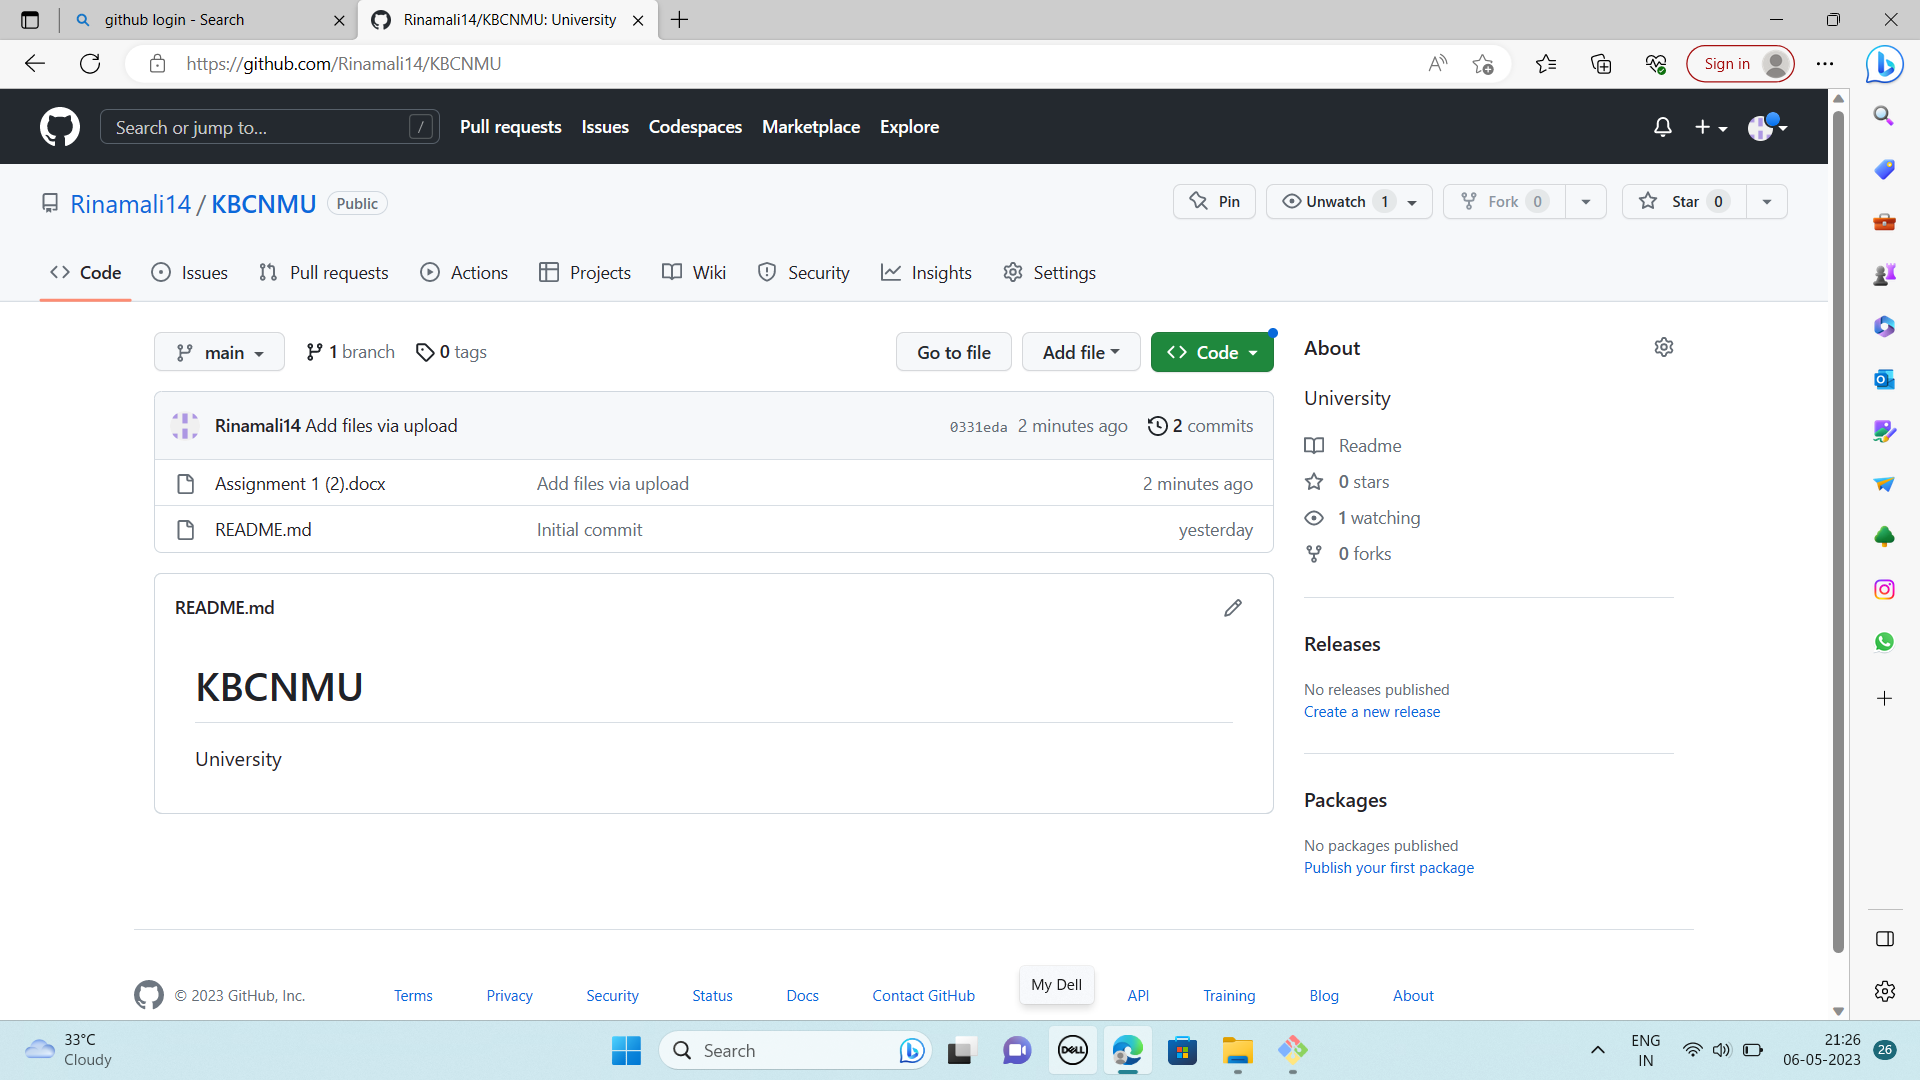 github login - Search
Rinamali14/KBCNMU: University
https://github.com/Rinamali14/KBCNMU
Sign in
Search or jump to...
/
Pull requests Issues Codespaces Marketplace Explore
Rinamali14 / KBCNMU Public
Pin
Unwatch 1
Fork 0
Star 0
Code Issues Pull requests Actions Projects Wiki Security Insights Settings
main
1 branch
0 tags
Go to file
Add file
Code
Rinamali14 Add files via upload 0331eda 2 minutes ago 2 commits
Assignment 1 (2).docx Add files via upload 2 minutes ago
README.md Initial commit yesterday
README.md
KBCNMU
University
About
University
Readme
0 stars
1 watching
0 forks
Releases
No releases published
Create a new release
Packages
No packages published
Publish your first package
© 2023 GitHub, Inc. Terms Privacy Security Status Docs Contact GitHub API Training Blog About
My Dell
33°C
Cloudy
Search
DELL
ENG
IN
21:26
06-05-2023
26